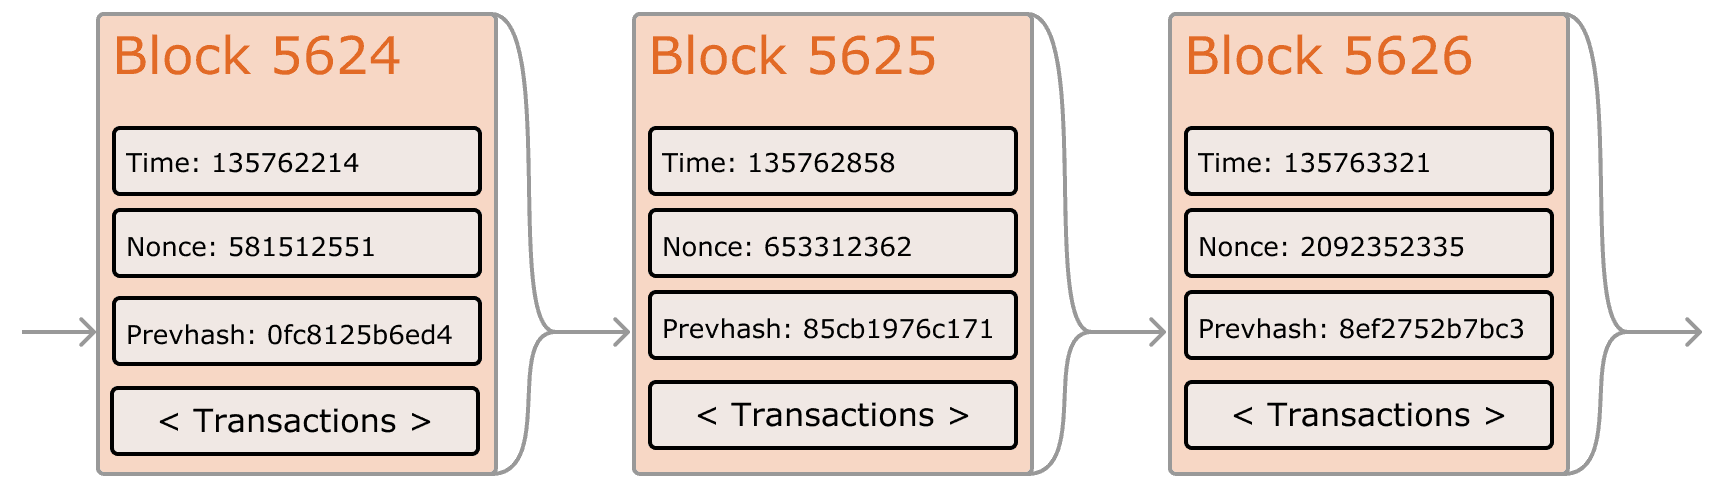 Block 5624
Time: 135762214
Nonce: 581512551
Prevhash: 0fc8125b6ed4
< Transactions >
Block 5625
Time: 135762858
Nonce: 653312362
Prevhash: 85cb1976c171
< Transactions >
Block 5626
Time: 135763321
Nonce: 2092352335
Prevhash: 8ef2752b7bc3
< Transactions >